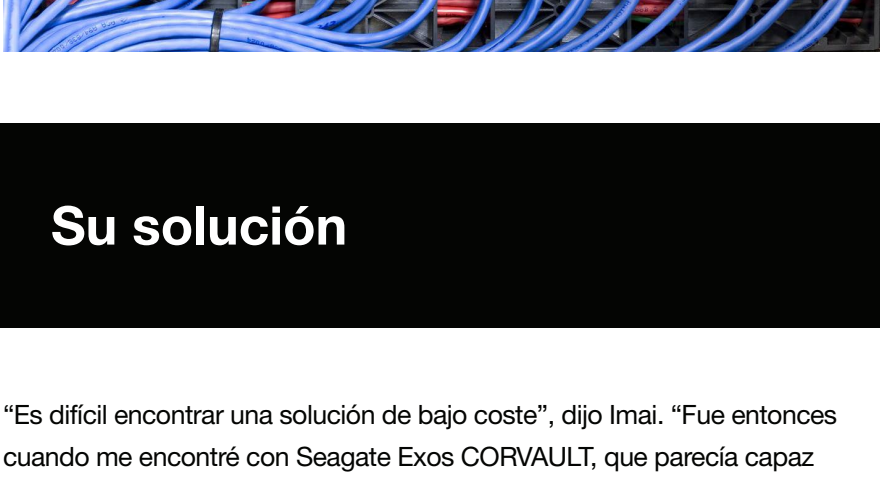 Su solución
“Es difícil encontrar una solución de bajo coste”, dijo Imai. “Fue entonces
cuando me encontré con Seagate Exos CORVAULT, que parecía capaz